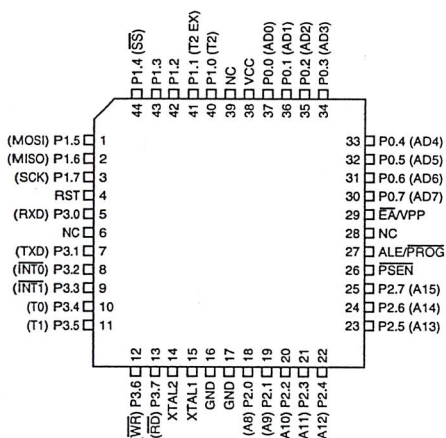 P1.4 (SS)
P1.3
P1.2
P1.1 (T2 EX)
P1.0 (T2)
NC
VCC
P0.0 (AD0)
P0.1 (AD1)
P0.2 (AD2)
P0.3 (AD3)
44 43 42 41 40 39 38 37 36 35 34
(MOSI) P1.5 1
(MISO) P1.6 2
(SCK) P1.7 3
RST 4
(RXD) P3.0 5
NC 6
(TXD) P3.1 7
(INT0) P3.2 8
(INT1) P3.3 9
(T0) P3.4 10
(T1) P3.5 11
33 P0.4 (AD4)
32 P0.5 (AD5)
31 P0.6 (AD6)
30 P0.7 (AD7)
29 EA/VPP
28 NC
27 ALE/PROG
26 PSEN
25 P2.7 (A15)
24 P2.6 (A14)
23 P2.5 (A13)
12 13 14 15 16 17 18 19 20 21 22
(WR) P3.6
(RD) P3.7
XTAL2
XTAL1
GND
GND
(A8) P2.0
(A9) P2.1
(A10) P2.2
(A11) P2.3
(A12) P2.4